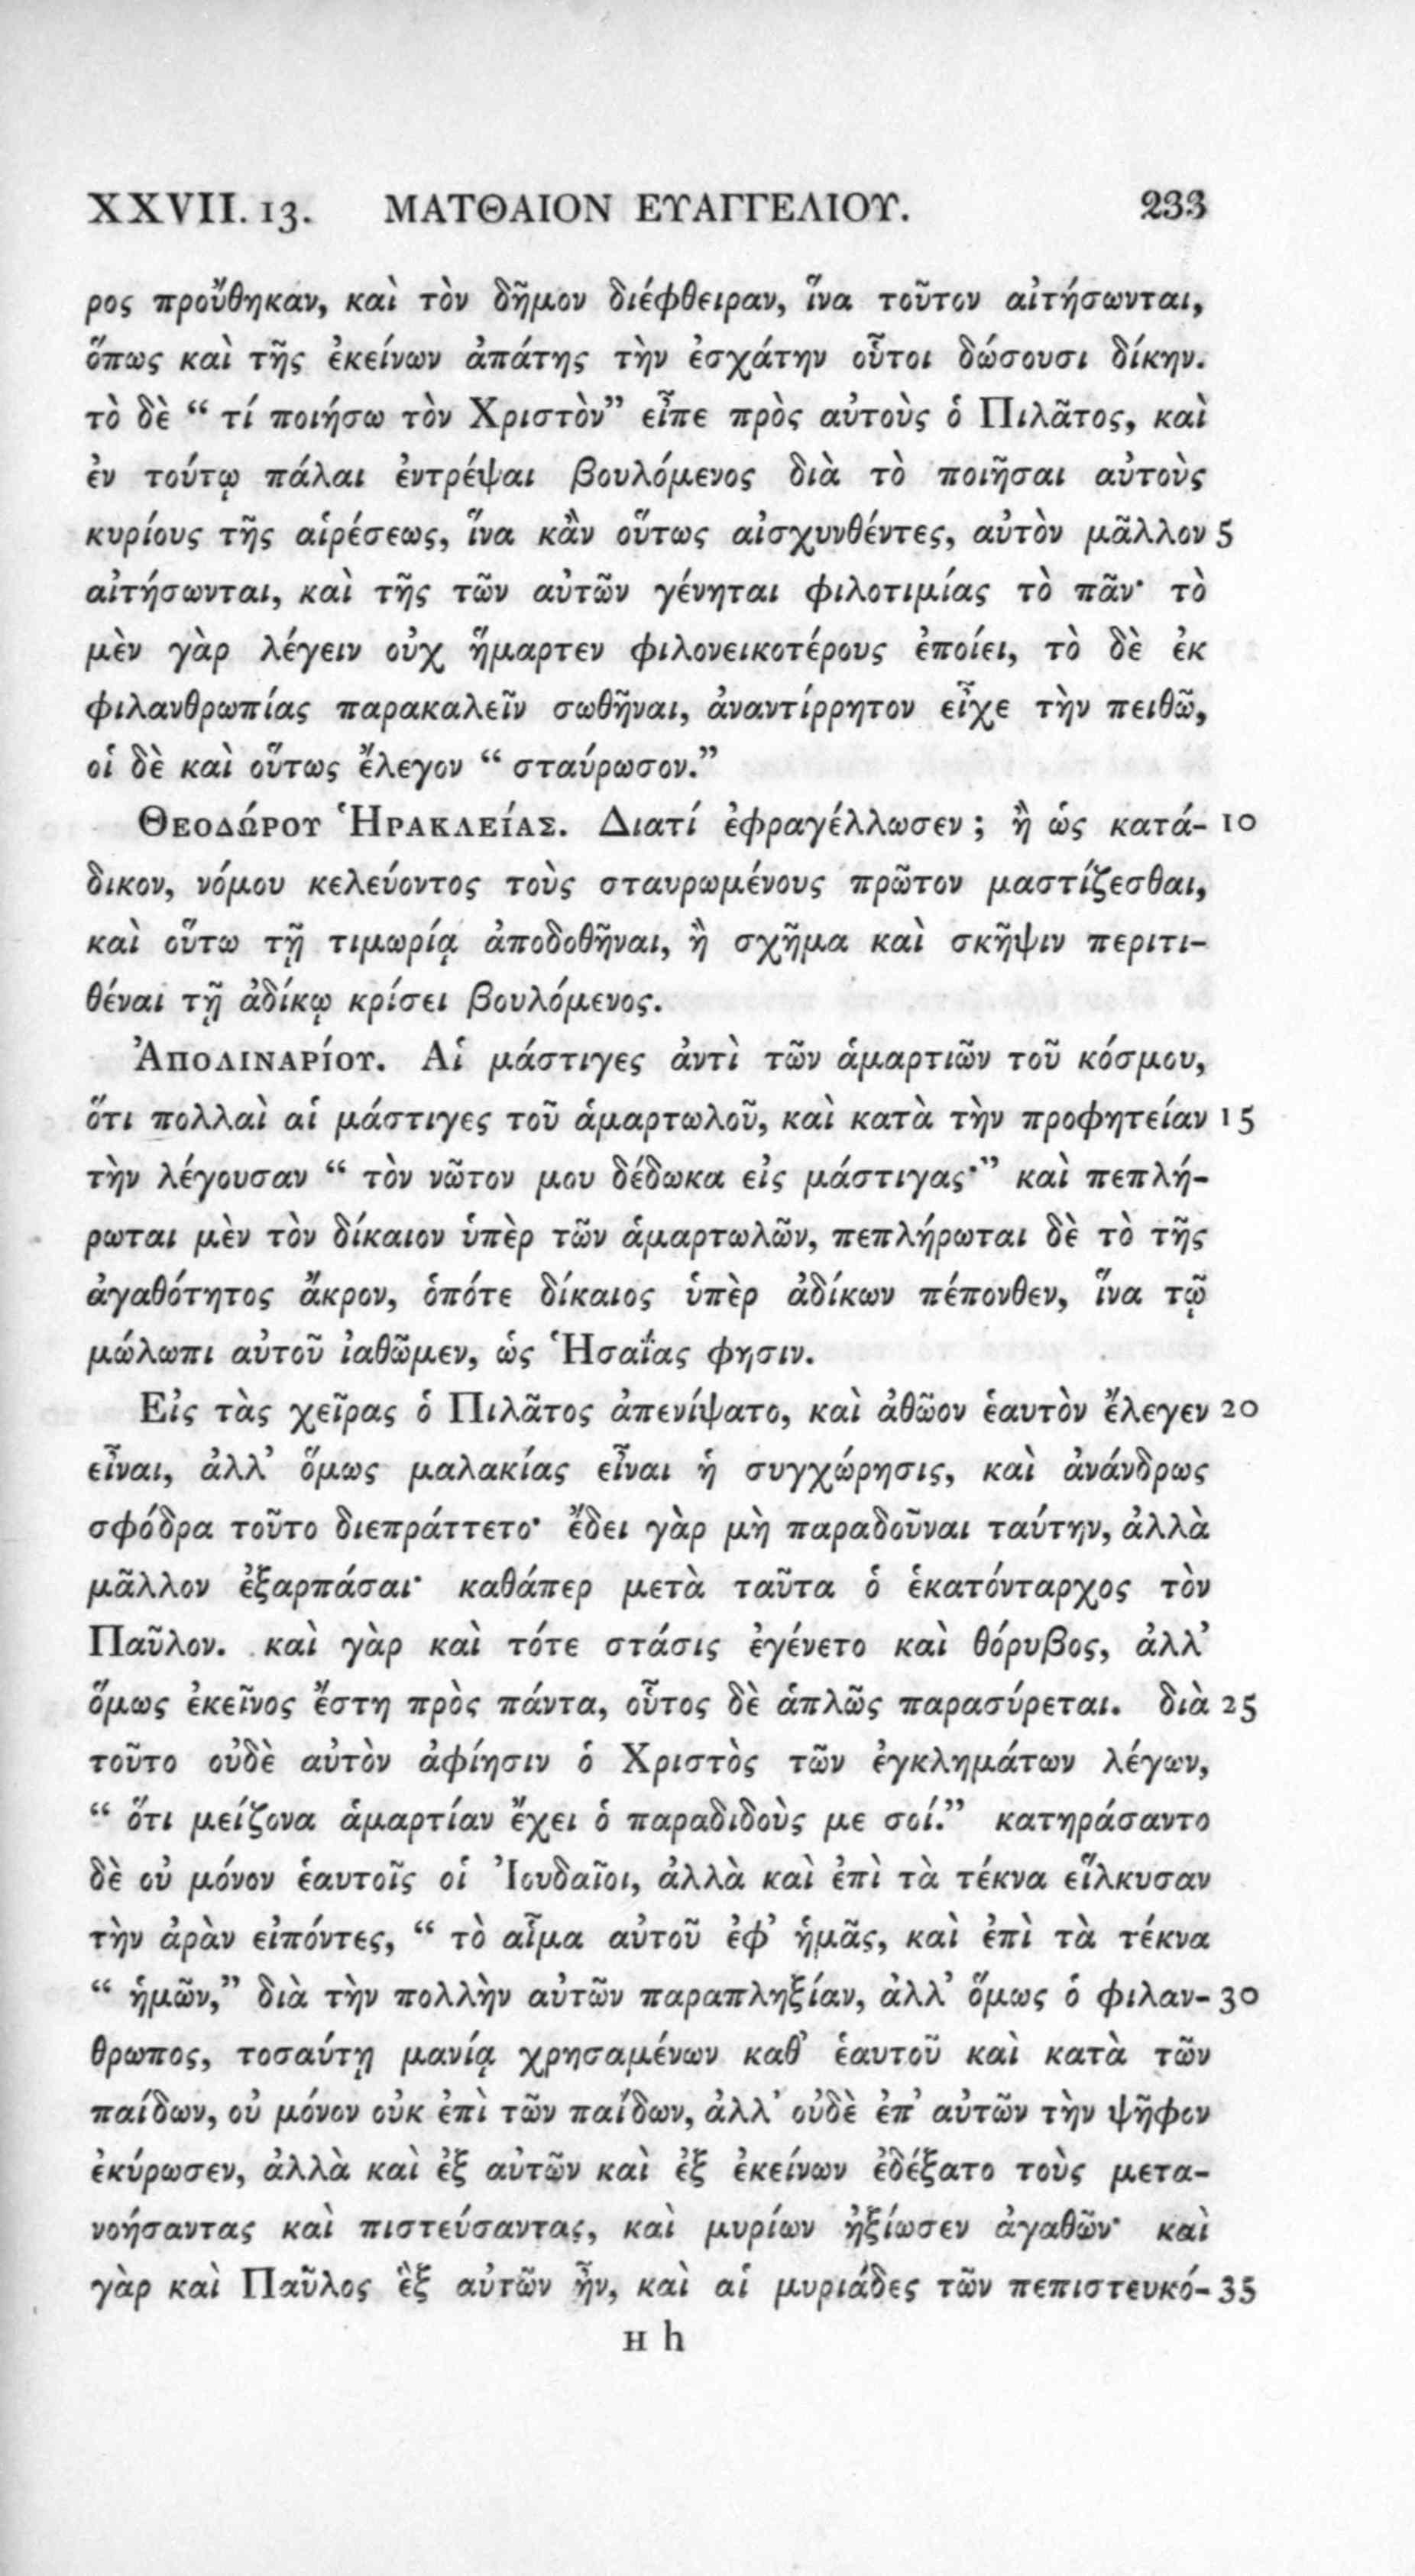 XXVII. 13. ΜΑΤΘΑΙΟΝ ΕΥΑΓΓΕΛΙΟΥ. 233
ρος προὔθηκαν, καὶ τὸν δῆμον διέφθειραν, ἵνα τοῦτον αἰτήσωνται,
ὅπως καὶ τῆς ἐκείνων ἀπάτης τὴν ἐσχάτην οὗτοι δώσουσι δίκην.
τὸ δὲ “ τί ποιήσω τὸν Χριστὸν” εἶπε πρὸς αὐτοὺς ὁ Πιλᾶτος, καὶ
ἐν τούτῳ πάλαι ἐντρέψαι βουλόμενος διὰ τὸ ποιῆσαι αὐτοὺς
κυρίους τῆς αἱρέσεως, ἵνα κἂν οὕτως αἰσχυνθέντες, αὐτὸν μᾶλλον 5
αἰτήσωνται, καὶ τῆς τῶν αὐτῶν γένηται φιλοτιμίας τὸ πᾶν· τὸ
μὲν γὰρ λέγειν οὐχ ἥμαρτεν φιλονεικοτέρους ἐποίει, τὸ δὲ ἐκ
φιλανθρωπίας παρακαλεῖν σωθῆναι, ἀναντίρρητον εἶχε τὴν πειθῶ,
οἱ δὲ καὶ οὕτως ἔλεγον “ σταύρωσον.”
ΘΕΟΔΏΡΟΥ ἩΡΑΚΛΕΊΑΣ. Διατί ἐφραγέλλωσεν ; ἢ ὡς κατά- 10
δικον, νόμου κελεύοντος τοὺς σταυρωμένους πρῶτον μαστίζεσθαι,
καὶ οὕτω τῇ τιμωρίᾳ ἀποδοθῆναι, ἢ σχῆμα καὶ σκῆψιν περιτι-
θέναι τῇ ἀδίκῳ κρίσει βουλόμενος.
ἈΠΟΛΙΝΑΡΊΟΥ. Αἱ μάστιγες ἀντὶ τῶν ἁμαρτιῶν τοῦ κόσμου,
ὅτι πολλαὶ αἱ μάστιγες τοῦ ἁμαρτωλοῦ, καὶ κατὰ τὴν προφητείαν 15
τὴν λέγουσαν “ τὸν νῶτον μου δέδωκα εἰς μάστιγας·” καὶ πεπλή-
ρωται μὲν τὸν δίκαιον ὑπὲρ τῶν ἁμαρτωλῶν, πεπλήρωται δὲ τὸ τῆς
ἀγαθότητος ἄκρον, ὁπότε δίκαιος ὑπὲρ ἀδίκων πέπονθεν, ἵνα τῷ
μώλωπι αὐτοῦ ἰαθῶμεν, ὡς Ἡσαΐας φησιν.
Εἰς τὰς χεῖρας ὁ Πιλᾶτος ἀπενίψατο, καὶ ἀθῶον ἑαυτὸν ἔλεγεν 20
εἶναι, ἀλλ’ ὅμως μαλακίας εἶναι ἡ συγχώρησις, καὶ ἀνάνδρως
σφόδρα τοῦτο διεπράττετο· ἔδει γὰρ μὴ παραδοῦναι ταύτην, ἀλλὰ
μᾶλλον ἐξαρπάσαι· καθάπερ μετὰ ταῦτα ὁ ἑκατόνταρχος τὸν
Παῦλον. καὶ γὰρ καὶ τότε στάσις ἐγένετο καὶ θόρυβος, ἀλλ’
ὅμως ἐκεῖνος ἔστη πρὸς πάντα, οὗτος δὲ ἁπλῶς παρασύρεται. διὰ 25
τοῦτο οὐδὲ αὐτὸν ἀφίησιν ὁ Χριστὸς τῶν ἐγκλημάτων λέγων,
“ ὅτι μείζονα ἁμαρτίαν ἔχει ὁ παραδιδοὺς με σοί.” κατηράσαντο
δὲ οὐ μόνον ἑαυτοῖς οἱ Ἰουδαῖοι, ἀλλὰ καὶ ἐπὶ τὰ τέκνα εἵλκυσαν
τὴν ἀρὰν εἰπόντες, “ τὸ αἷμα αὐτοῦ ἐφ’ ἡμᾶς, καὶ ἐπὶ τὰ τέκνα
“ ἡμῶν,” διὰ τὴν πολλὴν αὐτῶν παραπληξίαν, ἀλλ’ ὅμως ὁ φιλαν- 30
θρωπος, τοσαύτῃ μανίᾳ χρησαμένων καθ’ ἑαυτοῦ καὶ κατὰ τῶν
παίδων, οὐ μόνον οὐκ ἐπὶ τῶν παίδων, ἀλλ’ οὐδὲ ἐπ’ αὐτῶν τὴν ψῆφον
ἐκύρωσεν, ἀλλὰ καὶ ἐξ αὐτῶν καὶ ἐξ ἐκείνων ἐδέξατο τοὺς μετα-
νοήσαντας καὶ πιστεύσαντας, καὶ μυρίων ἠξίωσεν ἀγαθῶν· καὶ
γὰρ καὶ Παῦλος ἒξ αὐτῶν ἦν, καὶ αἱ μυριάδες τῶν πεπιστευκό- 35
H h